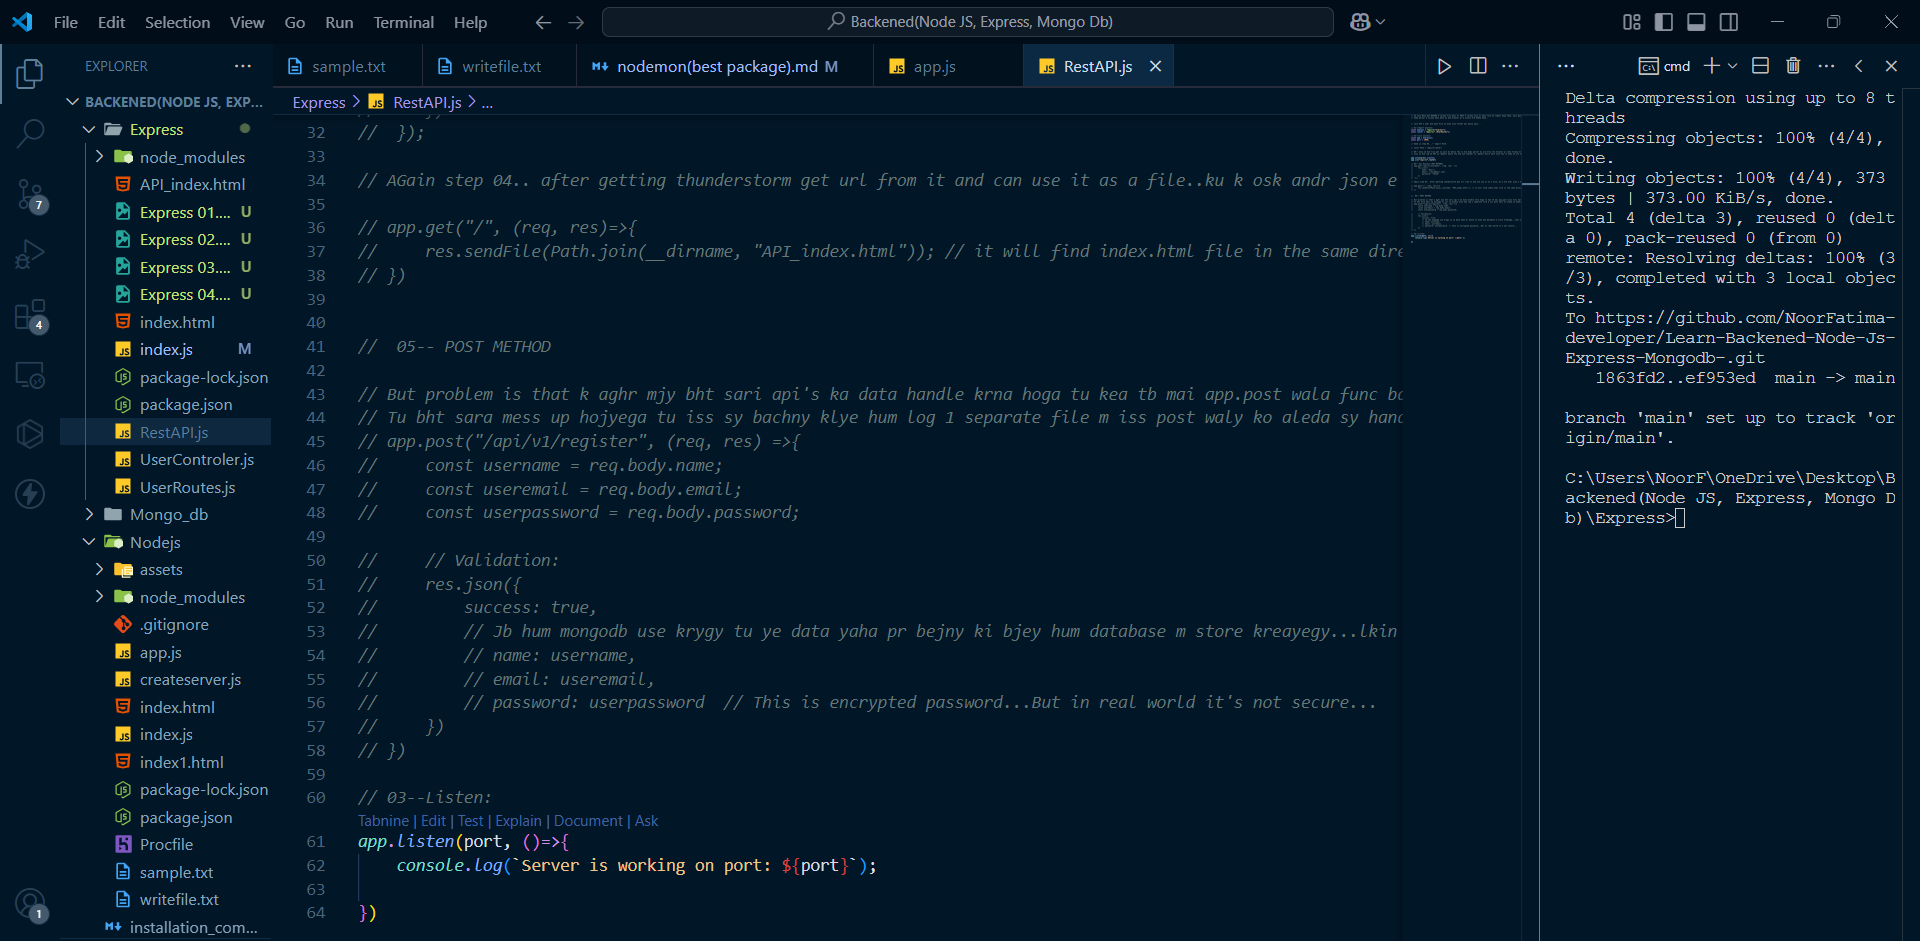 File Edit Selection View Go Run Terminal Help
Backened(Node JS, Express, Mongo Db)
EXPLORER
BACKENED(NODE JS, EXP...
Express
node_modules
API_index.html
Express 01.... U
Express 02.... U
Express 03.... U
Express 04.... U
index.html
index.js M
package-lock.json
package.json
RestAPI.js
UserControler.js
UserRoutes.js
Mongo_db
Nodejs
assets
node_modules
.gitignore
app.js
createserver.js
index.html
index.js
index1.html
package-lock.json
package.json
Procfile
sample.txt
writefile.txt
installation_com...
7
4
1
sample.txt writefile.txt nodemon(best package).md M app.js RestAPI.js
Express > RestAPI.js > ...
32 //  });
33
34 // AGain step 04.. after getting thunderstorm get url from it and can use it as a file..ku k osk andr json e
35
36 // app.get("/", (req, res)=>{
37 //     res.sendFile(Path.join(__dirname, "API_index.html")); // it will find index.html file in the same dire
38 // })
39
40
41 //  05-- POST METHOD
42
43 // But problem is that k aghr mjy bht sari api's ka data handle krna hoga tu kea tb mai app.post wala func ba
44 // Tu bht sara mess up hojyega tu iss sy bachny klye hum log 1 separate file m iss post waly ko aleda sy hand
45 // app.post("/api/v1/register", (req, res) =>{
46 //     const username = req.body.name;
47 //     const useremail = req.body.email;
48 //     const userpassword = req.body.password;
49
50 //     // Validation:
51 //     res.json({
52 //         success: true,
53 //         // Jb hum mongodb use krygy tu ye data yaha pr bejny ki bjey hum database m store kreayegy...lkin
54 //         // name: username,
55 //         // email: useremail,
56 //         // password: userpassword  // This is encrypted password...But in real world it's not secure...
57 //     })
58 // })
59
60 // 03--Listen:
Tabnine | Edit | Test | Explain | Document | Ask
61 app.listen(port, ()=>{
62     console.log(`Server is working on port: ${port}`);
63
64 })
cmd
Delta compression using up to 8 t
hreads
Compressing objects: 100% (4/4),
done.
Writing objects: 100% (4/4), 373
bytes | 373.00 KiB/s, done.
Total 4 (delta 3), reused 0 (delt
a 0), pack-reused 0 (from 0)
remote: Resolving deltas: 100% (3
/3), completed with 3 local objec
ts.
To https://github.com/NoorFatima-
developer/Learn-Backened-Node-Js-
Express-Mongodb-.git
   1863fd2..ef953ed  main -> main
branch 'main' set up to track 'or
igin/main'.
C:\Users\NoorF\OneDrive\Desktop\B
ackened(Node JS, Express, Mongo D
b)\Express>